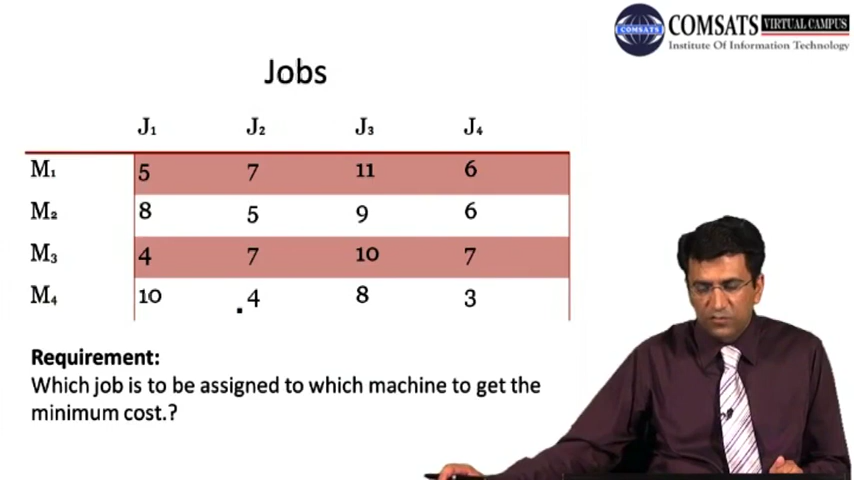 COMSATS VIRTUAL CAMPUS
COMSATS Institute Of Information Technology
Jobs
J₁ J₂ J₃ J₄
M₁ 5 7 11 6
M₂ 8 5 9 6
M₃ 4 7 10 7
M₄ 10 .4 8 3
Requirement:
Which job is to be assigned to which machine to get the
minimum cost.?